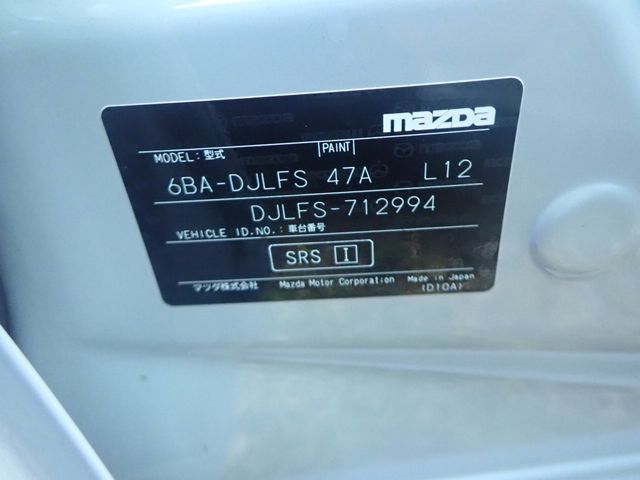 mazda
MODEL: 型式 PAINT
6BA-DJLFS 47A L12
DJLFS-712994
VEHICLE ID.NO.: 車台番号
SRS I
マツダ株式会社 Mazda Motor Corporation Made in Japan
(D10A)